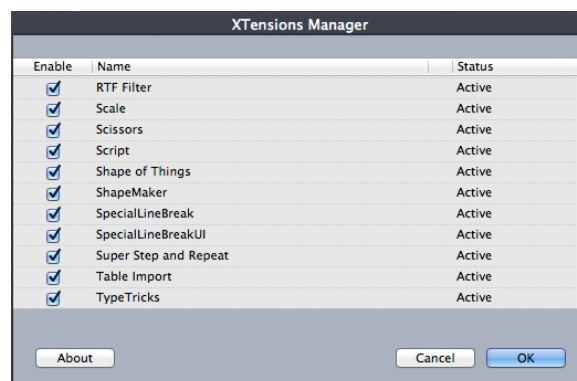 XTensions Manager
Enable Name Status
RTF Filter Active
Scale Active
Scissors Active
Script Active
Shape of Things Active
ShapeMaker Active
SpecialLineBreak Active
SpecialLineBreakUI Active
Super Step and Repeat Active
Table Import Active
TypeTricks Active
About Cancel OK